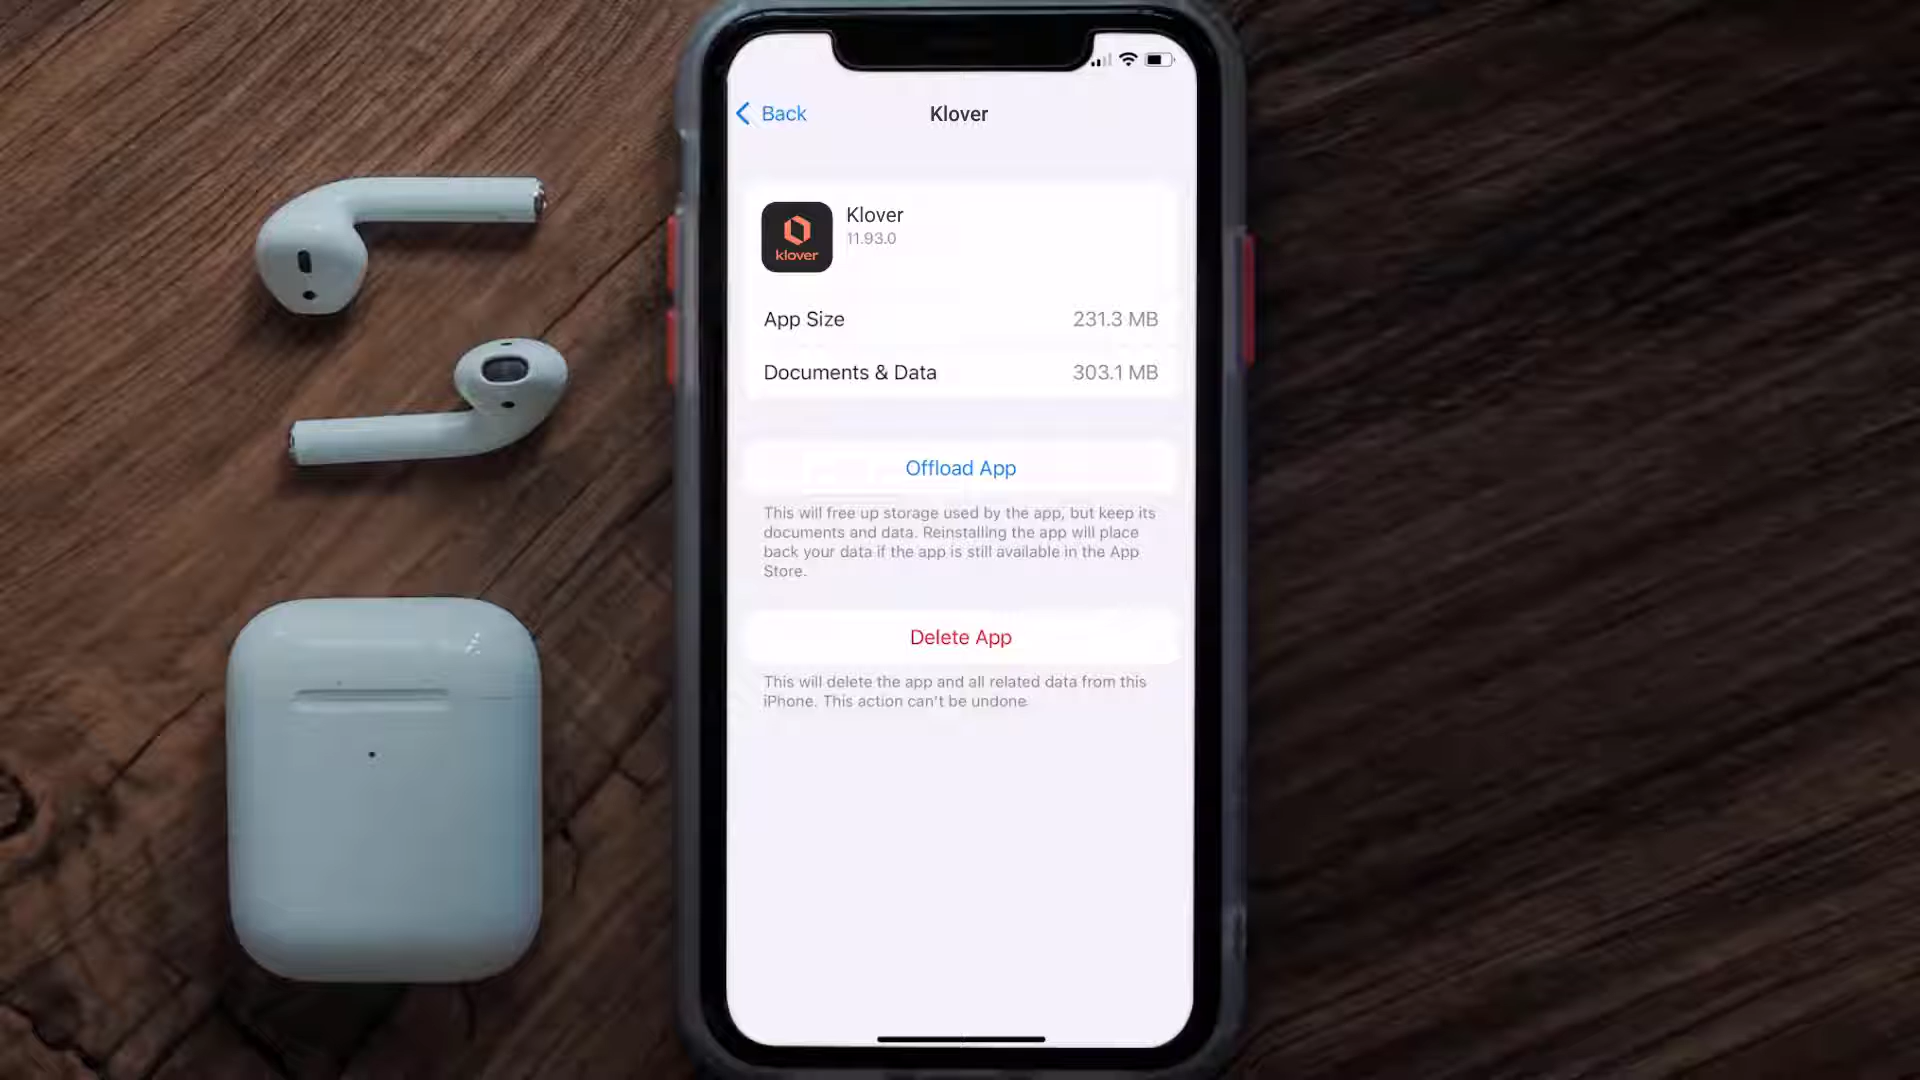 Back
Klover
klover
Klover
11.93.0
App Size 231.3 MB
Documents & Data 303.1 MB
Offload App
This will free up storage used by the app, but keep its
documents and data. Reinstalling the app will place
back your data if the app is still available in the App
Store.
Delete App
This will delete the app and all related data from this
iPhone. This action can't be undone